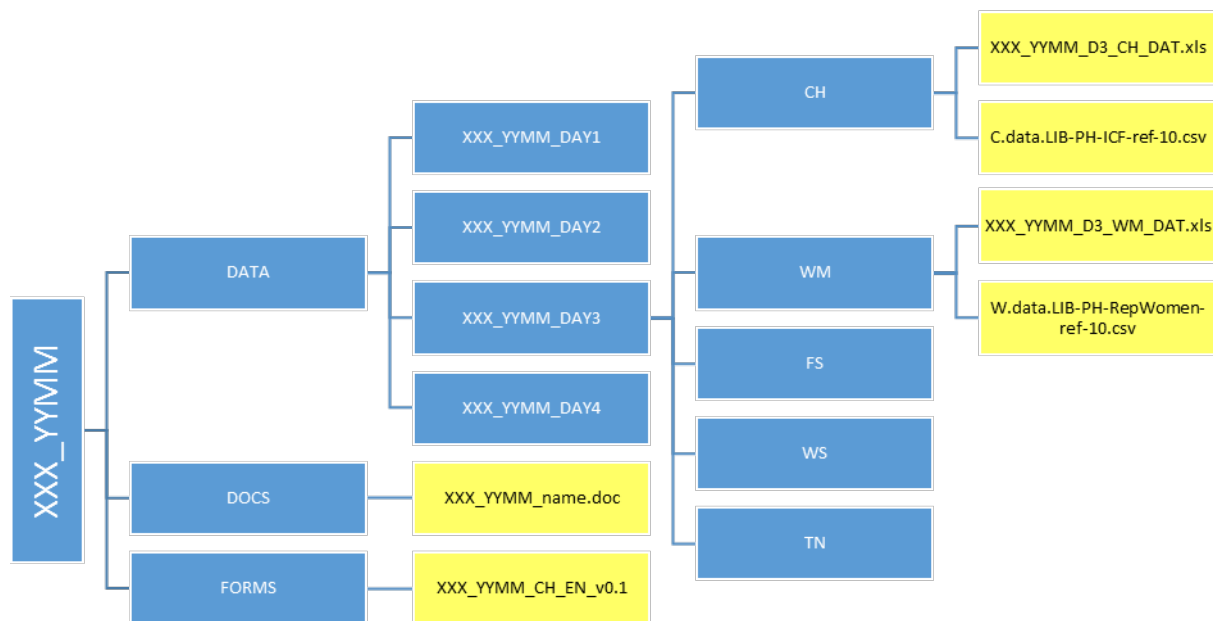 XXX_YYMM
DATA
XXX_YYMM_DAY1
XXX_YYMM_DAY2
XXX_YYMM_DAY3
CH
XXX_YYMM_D3_CH_DAT.xls
C.data.LIB-PH-ICF-ref-10.csv
WM
XXX_YYMM_D3_WM_DAT.xls
W.data.LIB-PH-RepWomen-
ref-10.csv
FS
WS
TN
XXX_YYMM_DAY4
DOCS
XXX_YYMM_name.doc
FORMS
XXX_YYMM_CH_EN_v0.1